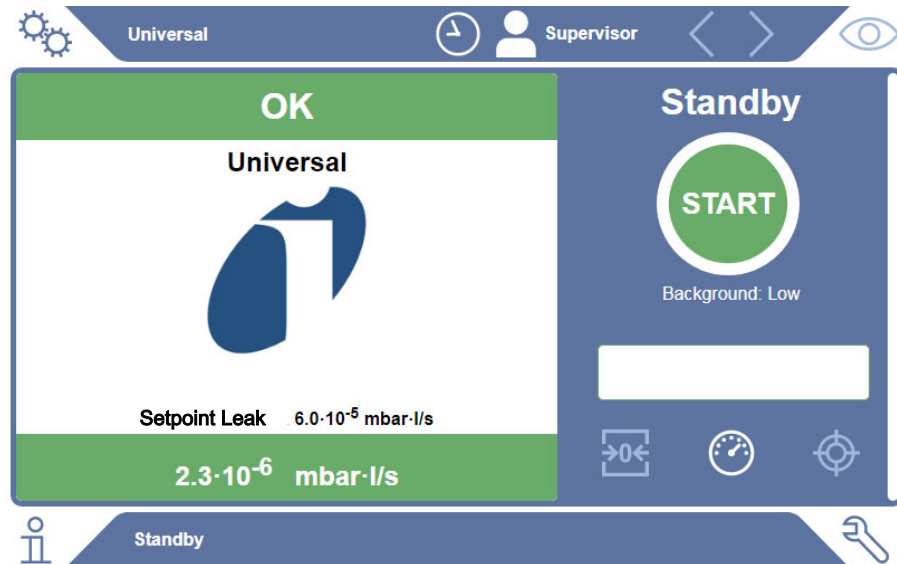 Universal
Supervisor
OK
Universal
Setpoint Leak 6.0·10⁻⁵ mbar·l/s
2.3·10⁻⁶ mbar·l/s
Standby
START
Background: Low
→0←
Standby